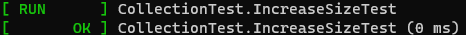 [ RUN      ] CollectionTest.IncreaseSizeTest
[       OK ] CollectionTest.IncreaseSizeTest (0 ms)